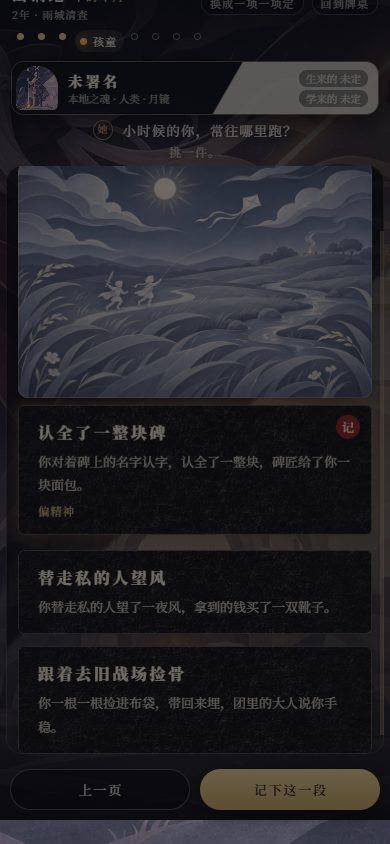 2年 · 雨城清查
换成一项一项定
回到牌桌
孩童
未署名
本地之魂 · 人类 · 月镜
生来的 未定
学来的 未定
她 小时候的你，常往哪里跑？
挑一件。
认全了一整块碑
记
你对着碑上的名字认字，认全了一整块，碑匠给了你一
块面包。
偏精神
替走私的人望风
你替走私的人望了一夜风，拿到的钱买了一双靴子。
跟着去旧战场捡骨
你一根一根捡进布袋，带回来埋，团里的大人说你手
稳。
上一页
记下这一段